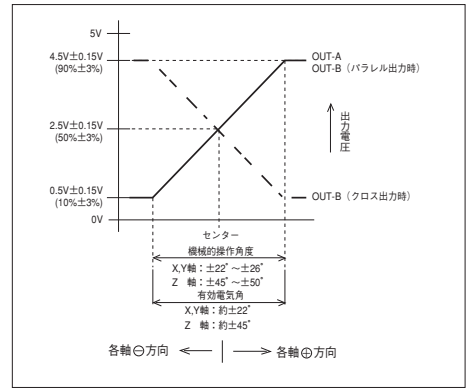 5V
4.5V±0.15V
(90%±3%)
OUT-A
OUT-B（パラレル出力時）
出力電圧
2.5V±0.15V
(50%±3%)
0.5V±0.15V
(10%±3%)
OUT-B（クロス出力時）
0V
センター
機械的操作角度
X,Y軸：±22°～±26°
Z 軸：±45°～±50°
有効電気角
X,Y軸：約±22°
Z 軸：約±45°
各軸⊖方向
各軸⊕方向